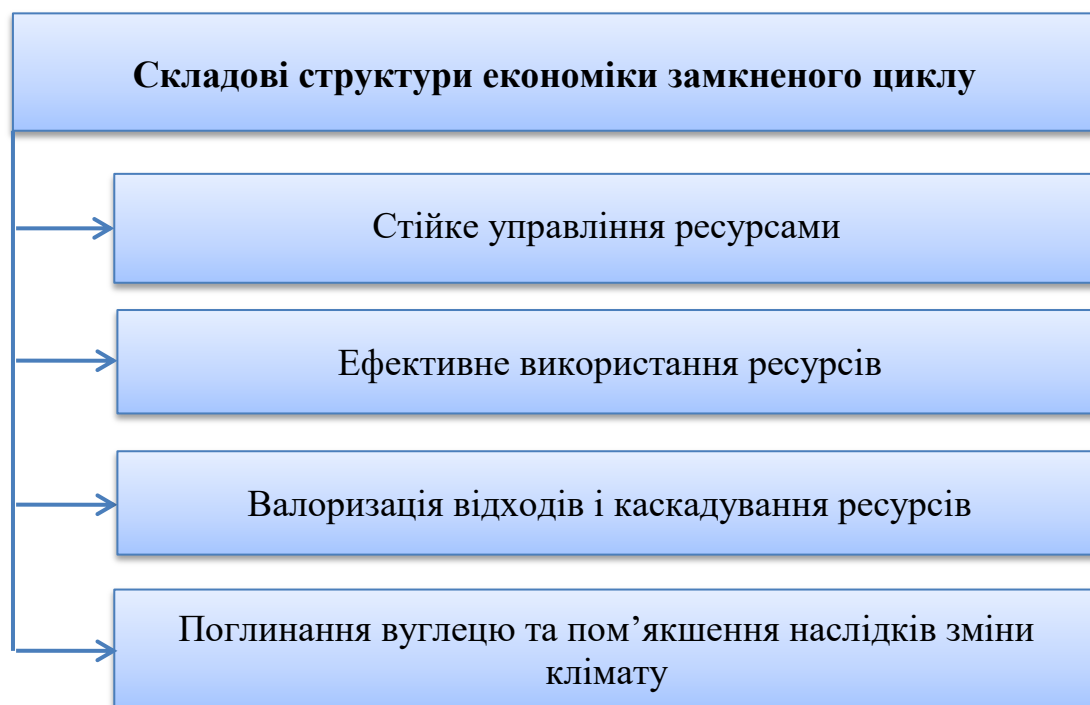 Складові структури економіки замкненого циклу
Стійке управління ресурсами
Ефективне використання ресурсів
Валоризація відходів і каскадування ресурсів
Поглинання вуглецю та пом’якшення наслідків зміни
клімату